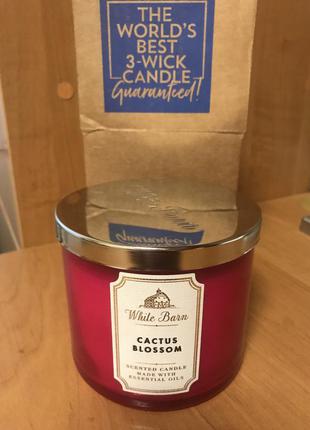 THE
WORLD'S
BEST
3-WICK
CANDLE
Guaranteed!
White Barn
CACTUS
BLOSSOM
SCENTED CANDLE
MADE WITH
ESSENTIAL OILS